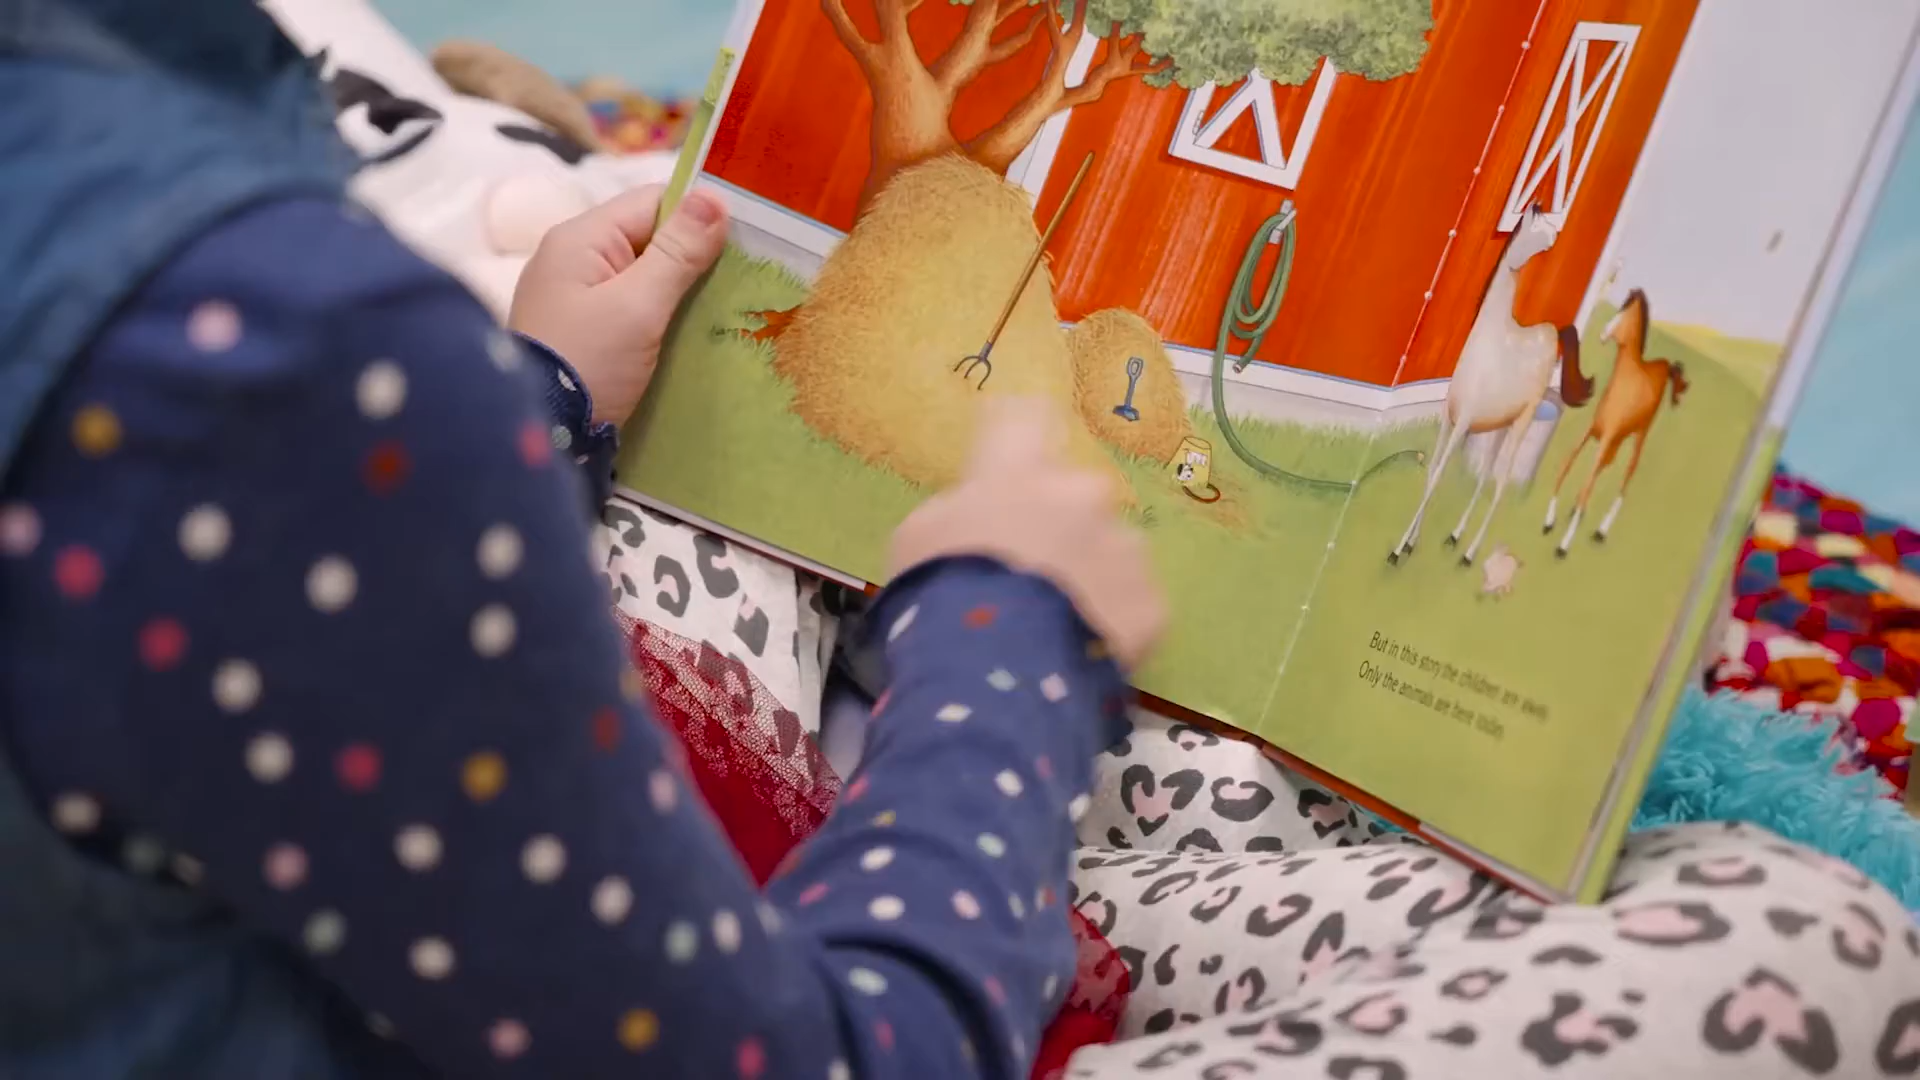 But in this story the children are away.
Only the animals are here today.